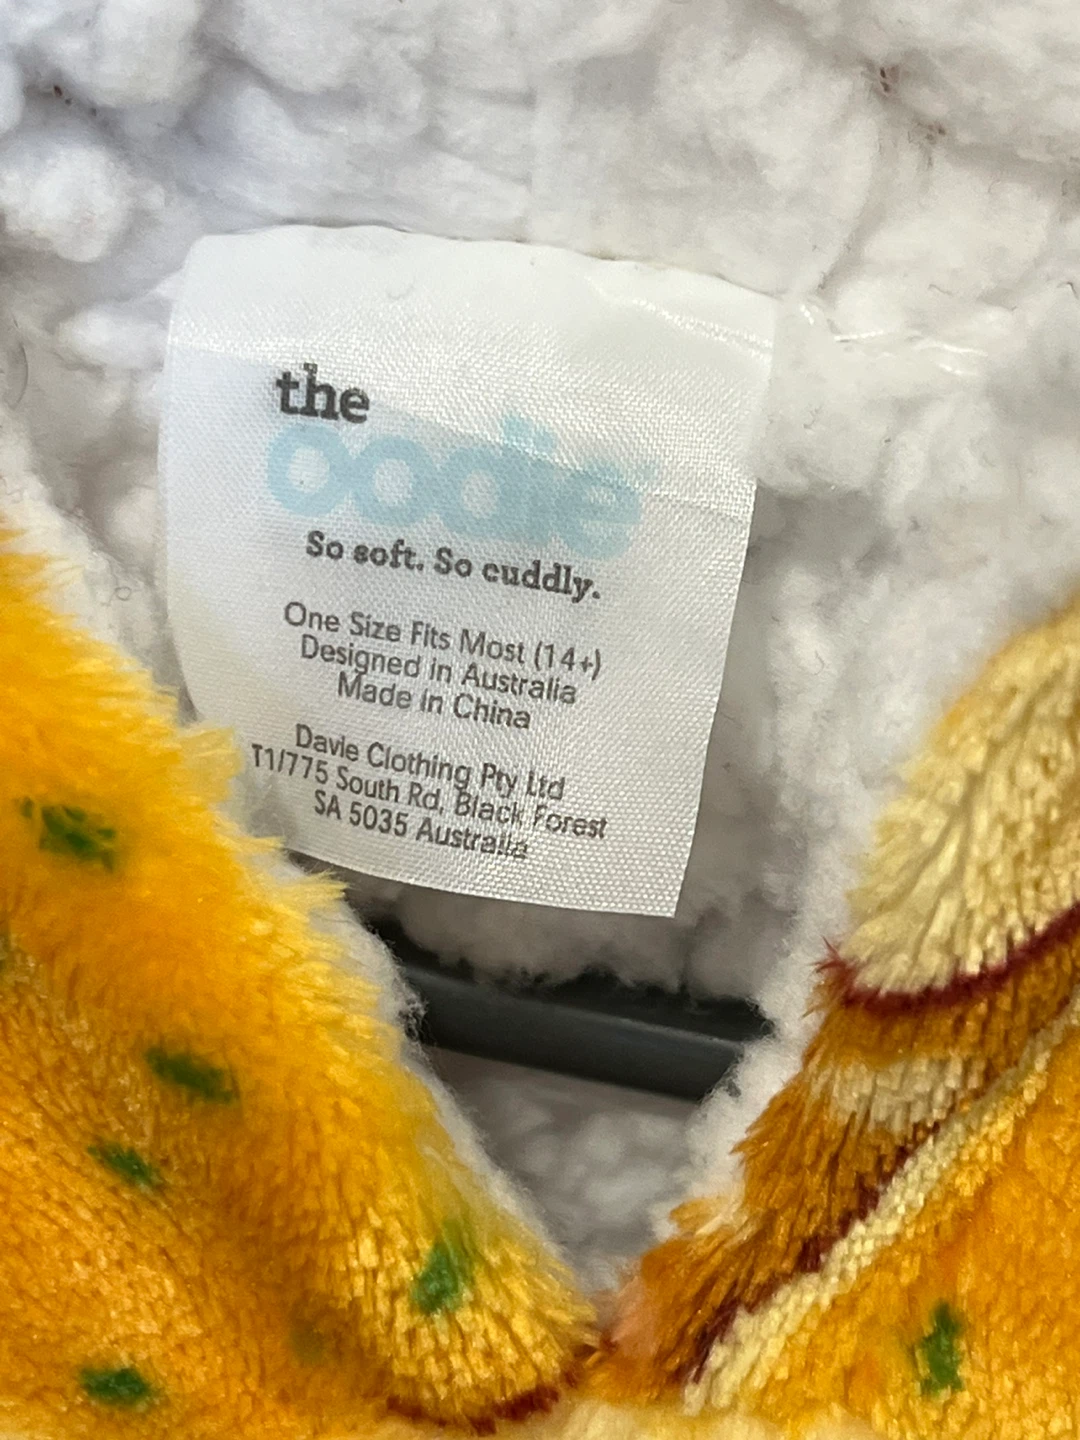 the
oodie
So soft. So cuddly.
One Size Fits Most (14+)
Designed in Australia
Made in China
Davie Clothing Pty Ltd
T1/775 South Rd, Black Forest
SA 5035 Australia